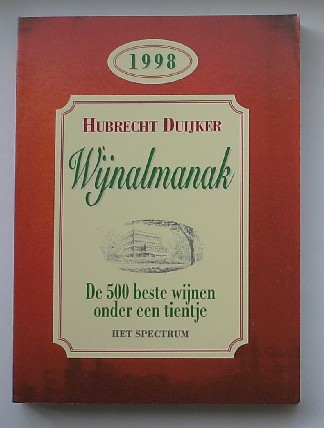 1998
HUBRECHT DUIJKER
Wijnalmanak
De 500 beste wijnen
onder een tientje
HET SPECTRUM